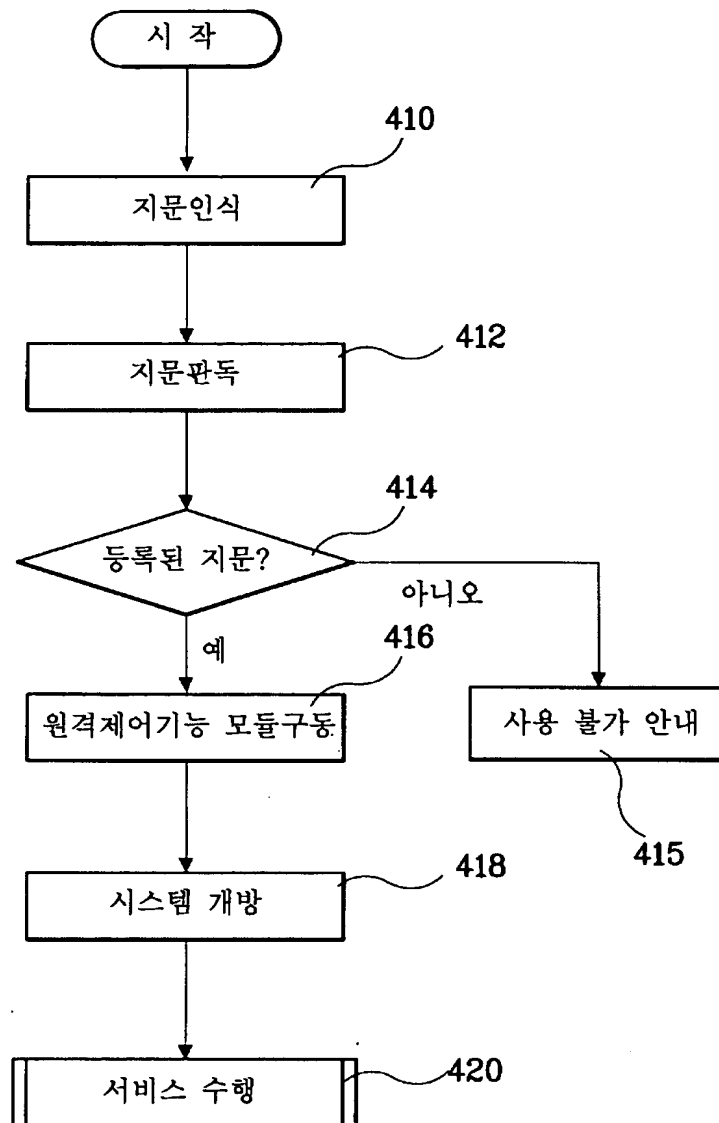 시 작
410
지문인식
412
지문판독
414
등록된 지문?
아니오
예
416
원격제어기능 모듈구동
사용 불가 안내
415
418
시스템 개방
420
서비스 수행